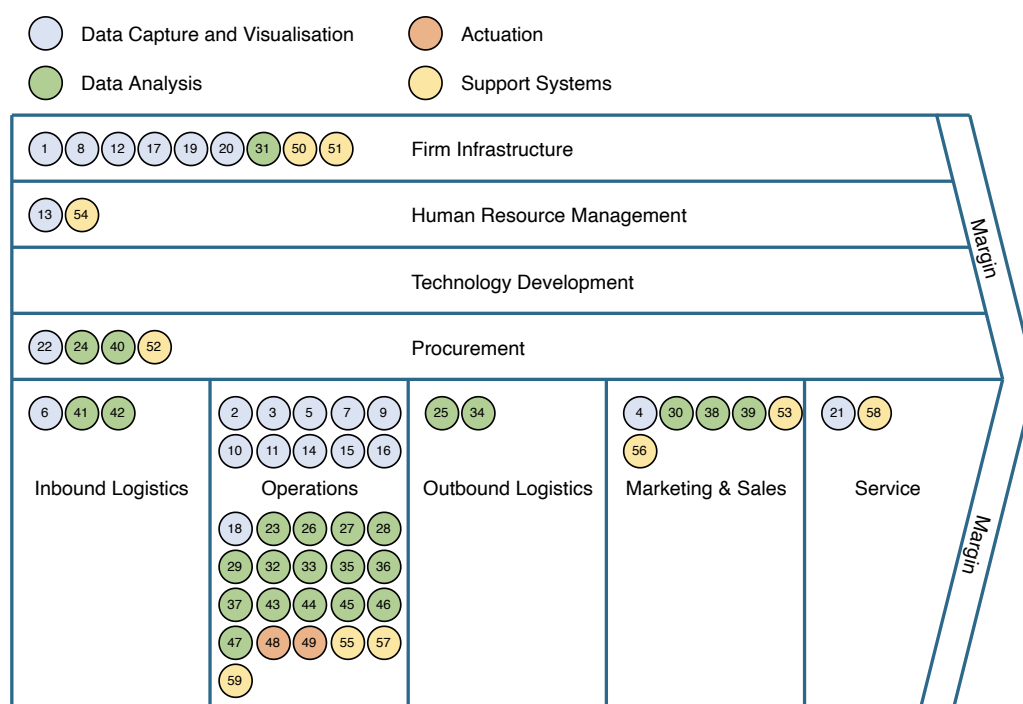 Data Capture and Visualisation
Actuation
Data Analysis
Support Systems
1 8 12 17 19 20 31 50 51 Firm Infrastructure
13 54 Human Resource Management
Technology Development
22 24 40 52 Procurement
Margin
6 41 42
Inbound Logistics
2 3 5 7 9
10 11 14 15 16
Operations
18 23 26 27 28
29 32 33 35 36
37 43 44 45 46
47 48 49 55 57
59
25 34
Outbound Logistics
4 30 38 39 53
56
Marketing & Sales
21 58
Service
Margin